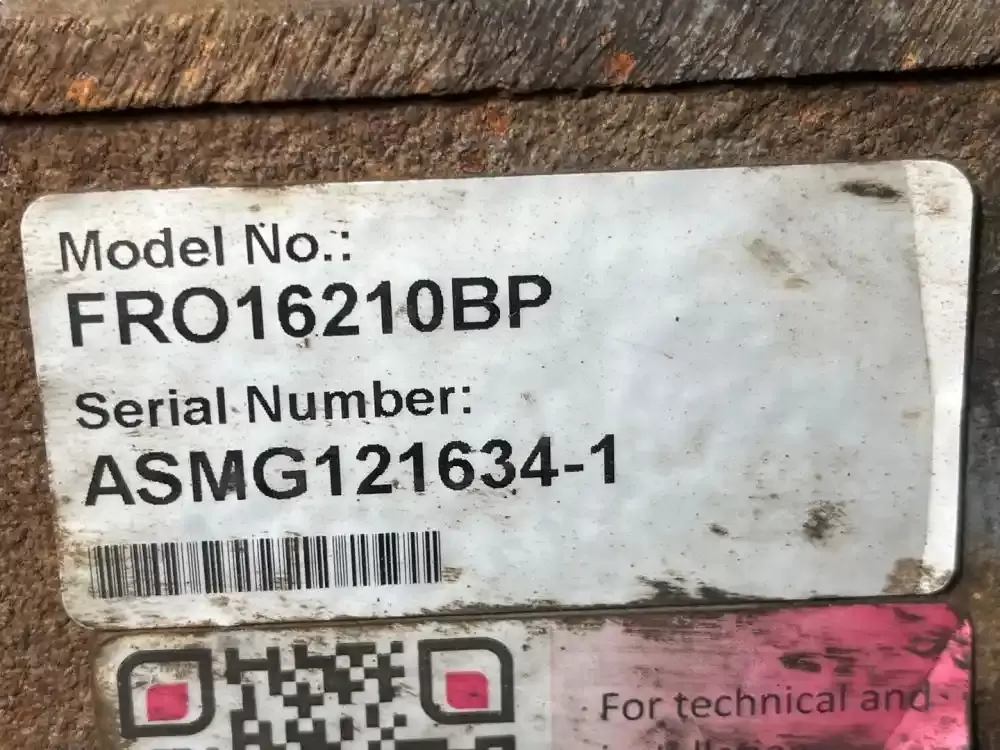 Model No.:
FRO16210BP
Serial Number:
ASMG121634-1
For technical and